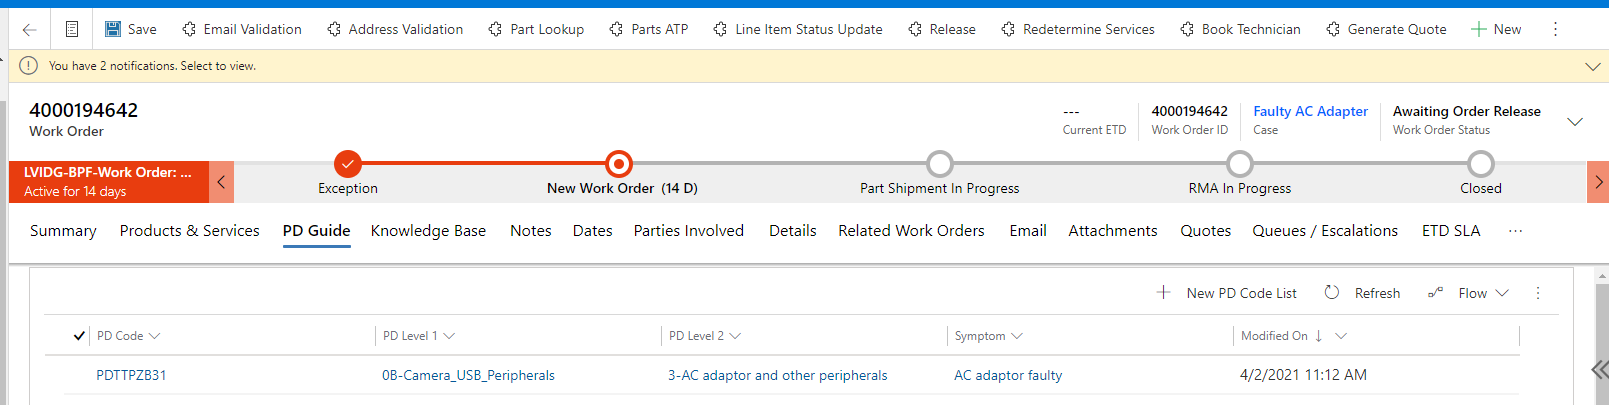 Save Email Validation Address Validation Part Lookup Parts ATP Line Item Status Update Release Redetermine Services Book Technician Generate Quote New
You have 2 notifications. Select to view.
4000194642
Work Order
--- 4000194642 Faulty AC Adapter Awaiting Order Release
Current ETD Work Order ID Case Work Order Status
LVIDG-BPF-Work Order: ...
Active for 14 days
Exception New Work Order (14 D) Part Shipment In Progress RMA In Progress Closed
Summary Products & Services PD Guide Knowledge Base Notes Dates Parties Involved Details Related Work Orders Email Attachments Quotes Queues / Escalations ETD SLA ...
New PD Code List Refresh Flow
PD Code PD Level 1 PD Level 2 Symptom Modified On
PDTTPZB31 0B-Camera_USB_Peripherals 3-AC adaptor and other peripherals AC adaptor faulty 4/2/2021 11:12 AM